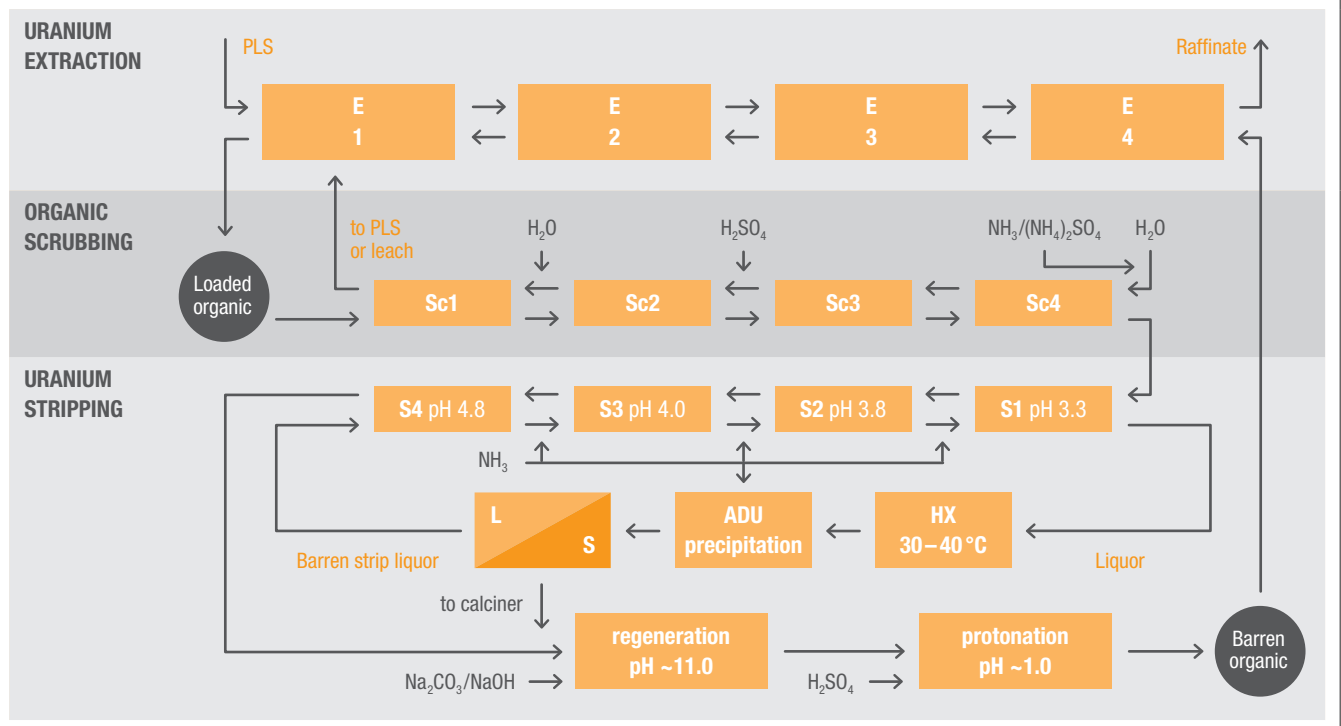 URANIUM
EXTRACTION
PLS
Raffinate
E
1
E
2
E
3
E
4
ORGANIC
SCRUBBING
to PLS
or leach
H₂O
H₂SO₄
NH₃/(NH₄)₂SO₄
H₂O
Loaded
organic
Sc1
Sc2
Sc3
Sc4
URANIUM
STRIPPING
S4 pH 4.8
S3 pH 4.0
S2 pH 3.8
S1 pH 3.3
NH₃
L
S
ADU
precipitation
HX
30–40 °C
Barren strip liquor
Liquor
to calciner
regeneration
pH ~11.0
protonation
pH ~1.0
Barren
organic
Na₂CO₃/NaOH
H₂SO₄